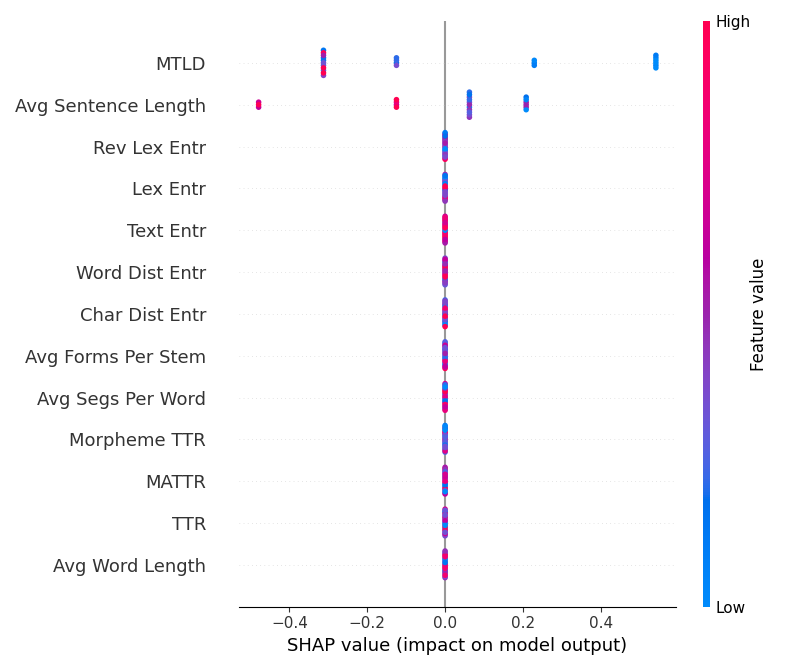 High
MTLD
Avg Sentence Length
Rev Lex Entr
Lex Entr
Text Entr
Word Dist Entr
Char Dist Entr
Avg Forms Per Stem
Avg Segs Per Word
Morpheme TTR
MATTR
TTR
Avg Word Length
Feature value
Low
−0.4 −0.2 0.0 0.2 0.4
SHAP value (impact on model output)